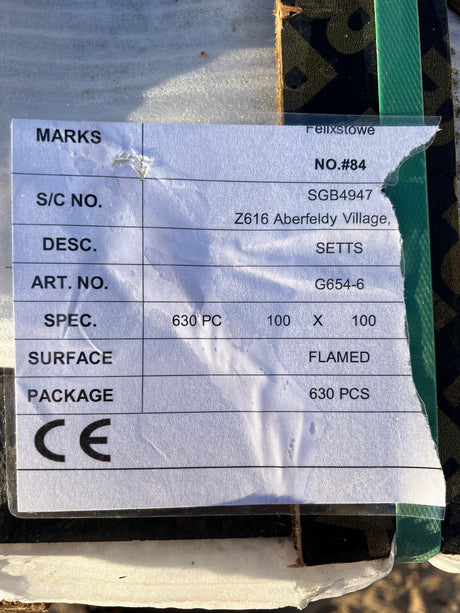 Felixstowe
MARKS
NO.#84
SGB4947
S/C NO.
Z616 Aberfeldy Village,
DESC. SETTS
ART. NO. G654-6
SPEC. 630 PC 100 X 100
SURFACE FLAMED
PACKAGE 630 PCS
CE